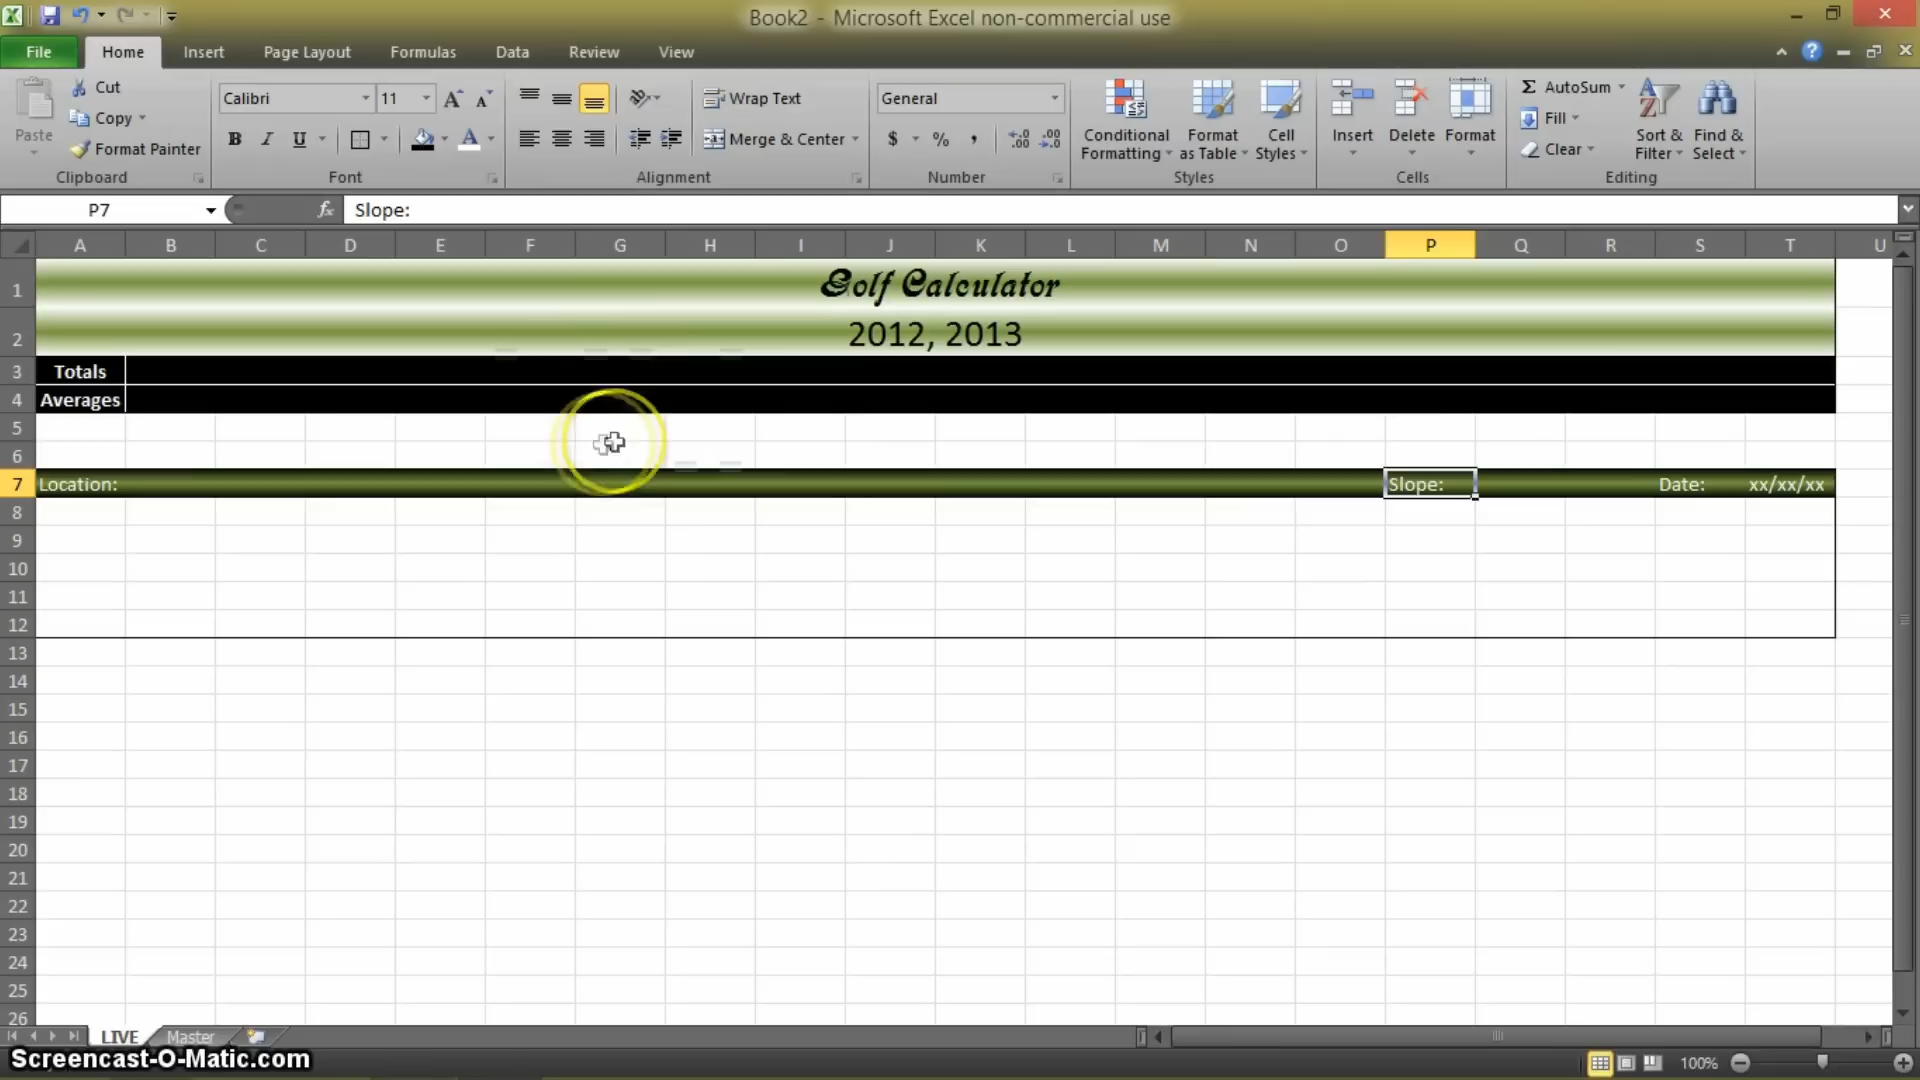 Book2 - Microsoft Excel non-commercial use
File Home Insert Page Layout Formulas Data Review View
Paste
Cut
Copy
Format Painter
Clipboard
Calibri 11
B I U A
Font
Wrap Text
Merge & Center
Alignment
General
$ % ,
Number
Conditional Formatting
Format as Table
Cell Styles
Styles
Insert Delete Format
Cells
Σ AutoSum
Fill
Clear
Sort & Filter
Find & Select
Editing
P7 fx Slope:
A B C D E F G H I J K L M N O P Q R S T U
1 Golf Calculator
2 2012, 2013
3 Totals
4 Averages
5
6
7 Location: Slope: Date: xx/xx/xx
8
9
10
11
12
13
14
15
16
17
18
19
20
21
22
23
24
25
26
LIVE Master
Screencast-O-Matic.com
100%